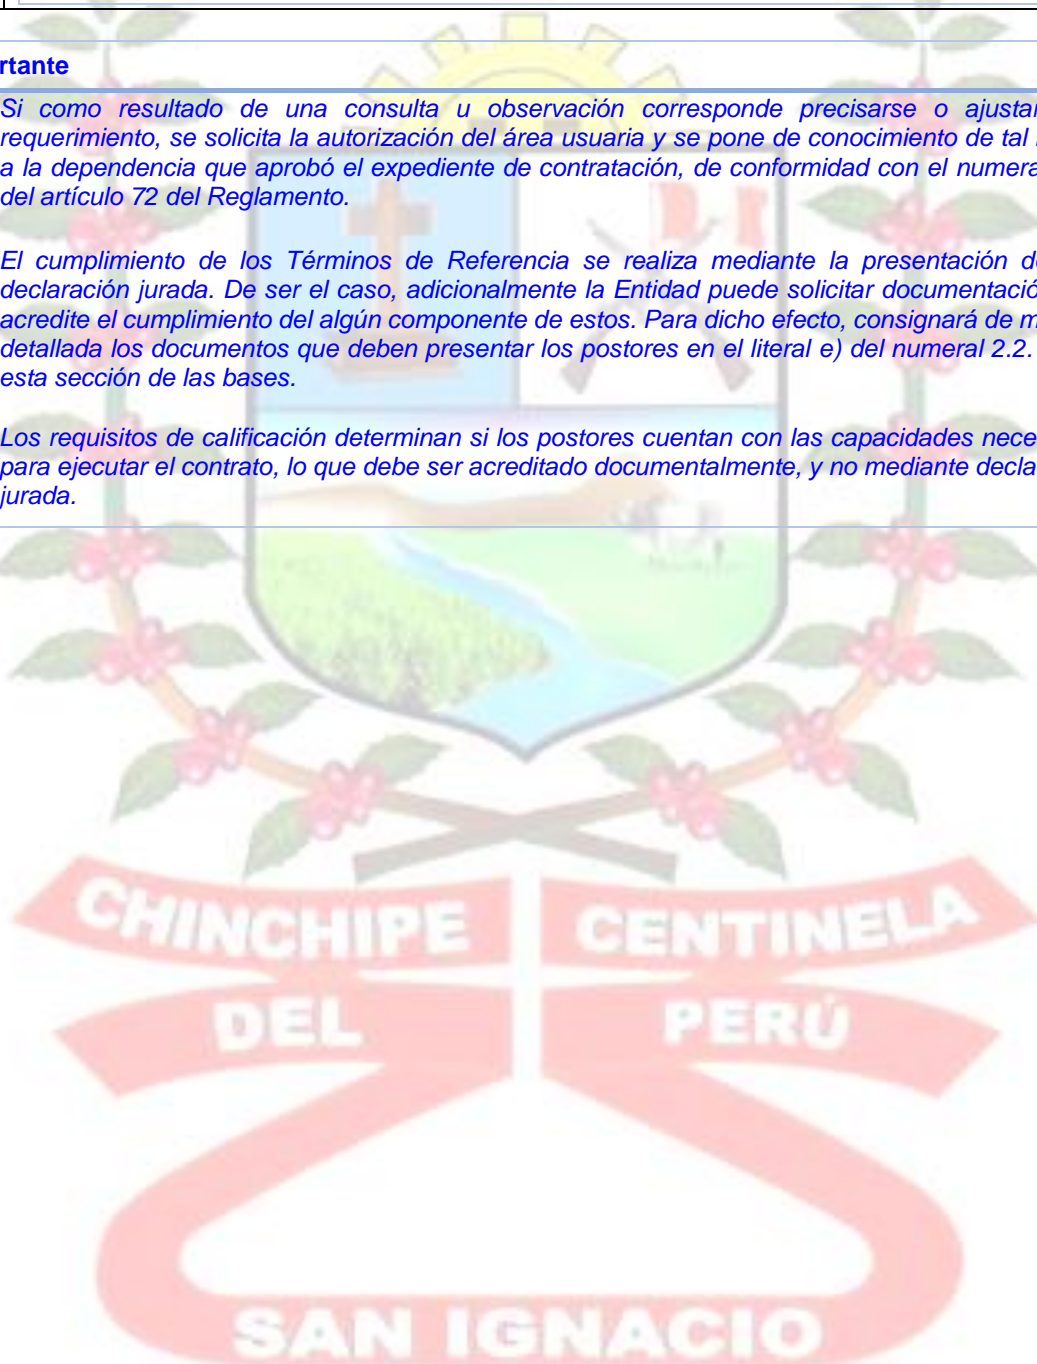 rtante
Si como resultado de una consulta u observación corresponde precisarse o ajustar
requerimiento, se solicita la autorización del área usuaria y se pone de conocimiento de tal
a la dependencia que aprobó el expediente de contratación, de conformidad con el numera
del artículo 72 del Reglamento.
El cumplimiento de los Términos de Referencia se realiza mediante la presentación d
declaración jurada. De ser el caso, adicionalmente la Entidad puede solicitar documentació
acredite el cumplimiento del algún componente de estos. Para dicho efecto, consignará de m
detallada los documentos que deben presentar los postores en el literal e) del numeral 2.2.
esta sección de las bases.
Los requisitos de calificación determinan si los postores cuentan con las capacidades nece
para ejecutar el contrato, lo que debe ser acreditado documentalmente, y no mediante decla
jurada.
CHINCHIPE CENTINELA
DEL PERÚ
SAN IGNACIO